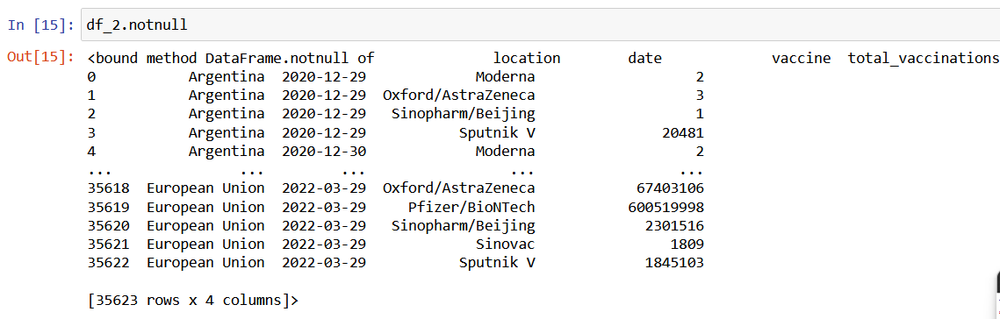 In [15]: df_2.notnull
Out[15]: <bound method DataFrame.notnull of location date vaccine total_vaccinations
0 Argentina 2020-12-29 Moderna 2
1 Argentina 2020-12-29 Oxford/AstraZeneca 3
2 Argentina 2020-12-29 Sinopharm/Beijing 1
3 Argentina 2020-12-29 Sputnik V 20481
4 Argentina 2020-12-30 Moderna 2
... ... ... ... ...
35618 European Union 2022-03-29 Oxford/AstraZeneca 67403106
35619 European Union 2022-03-29 Pfizer/BioNTech 600519998
35620 European Union 2022-03-29 Sinopharm/Beijing 2301516
35621 European Union 2022-03-29 Sinovac 1809
35622 European Union 2022-03-29 Sputnik V 1845103
[35623 rows x 4 columns]>